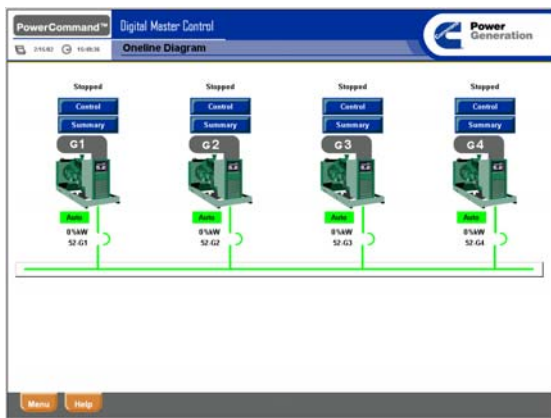 PowerCommand™ Digital Master Control
Power
Generation
Oneline Diagram
Stopped Stopped Stopped Stopped
Control Control Control Control
Summary Summary Summary Summary
G1 G2 G3 G4
Auto Auto Auto Auto
0%kW 0%kW 0%kW 0%kW
52-G1 52-G2 52-G3 52-G4
Menu Help